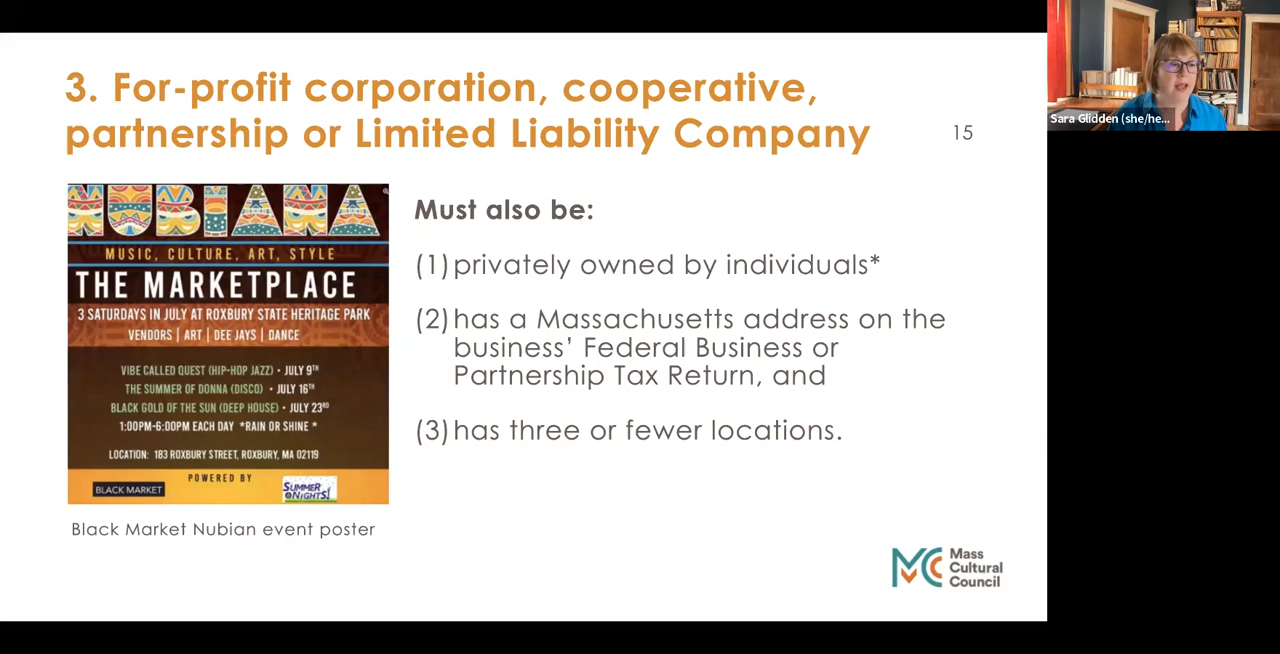 3. For-profit corporation, cooperative,
partnership or Limited Liability Company
15
Sara Glidden (she/he...
NUBIANA
MUSIC, CULTURE, ART, STYLE
THE MARKETPLACE
3 SATURDAYS IN JULY AT ROXBURY STATE HERITAGE PARK
VENDORS | ART | DEE JAYS | DANCE
VIBE CALLED QUEST (HIP-HOP JAZZ) • JULY 9TH
THE SUMMER OF DONNA (DISCO) • JULY 16TH
BLACK GOLD OF THE SUN (DEEP HOUSE) • JULY 23RD
1:00PM-6:00PM EACH DAY *RAIN OR SHINE *
LOCATION: 183 ROXBURY STREET, ROXBURY, MA 02119
POWERED BY
BLACK MARKET
SUMMER
NIGHTS!
Black Market Nubian event poster
Must also be:
(1) privately owned by individuals*
(2) has a Massachusetts address on the
business’ Federal Business or
Partnership Tax Return, and
(3) has three or fewer locations.
MCC
Mass
Cultural
Council